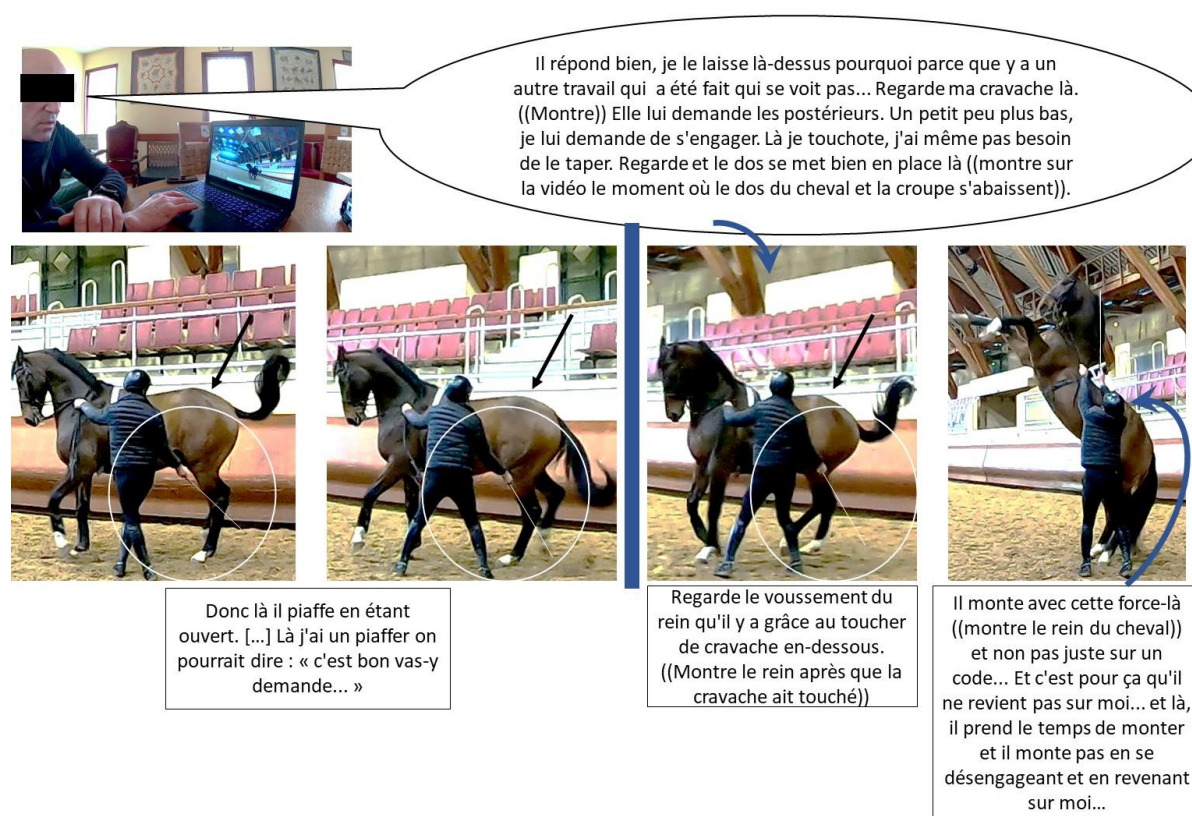 Il répond bien, je le laisse là-dessus pourquoi parce que y a un
autre travail qui a été fait qui se voit pas... Regarde ma cravache là.
((Montre)) Elle lui demande les postérieurs. Un petit peu plus bas,
je lui demande de s'engager. Là je touchote, j'ai même pas besoin
de le taper. Regarde et le dos se met bien en place là ((montre sur
la vidéo le moment où le dos du cheval et la croupe s'abaissent)).
Donc là il piaffe en étant
ouvert. […] Là j'ai un piaffer on
pourrait dire : « c'est bon vas-y
demande... »
Regarde le voussement du
rein qu'il y a grâce au toucher
de cravache en-dessous.
((Montre le rein après que la
cravache ait touché))
Il monte avec cette force-là
((montre le rein du cheval))
et non pas juste sur un
code... Et c'est pour ça qu'il
ne revient pas sur moi... et là,
il prend le temps de monter
et il monte pas en se
désengageant et en revenant
sur moi...